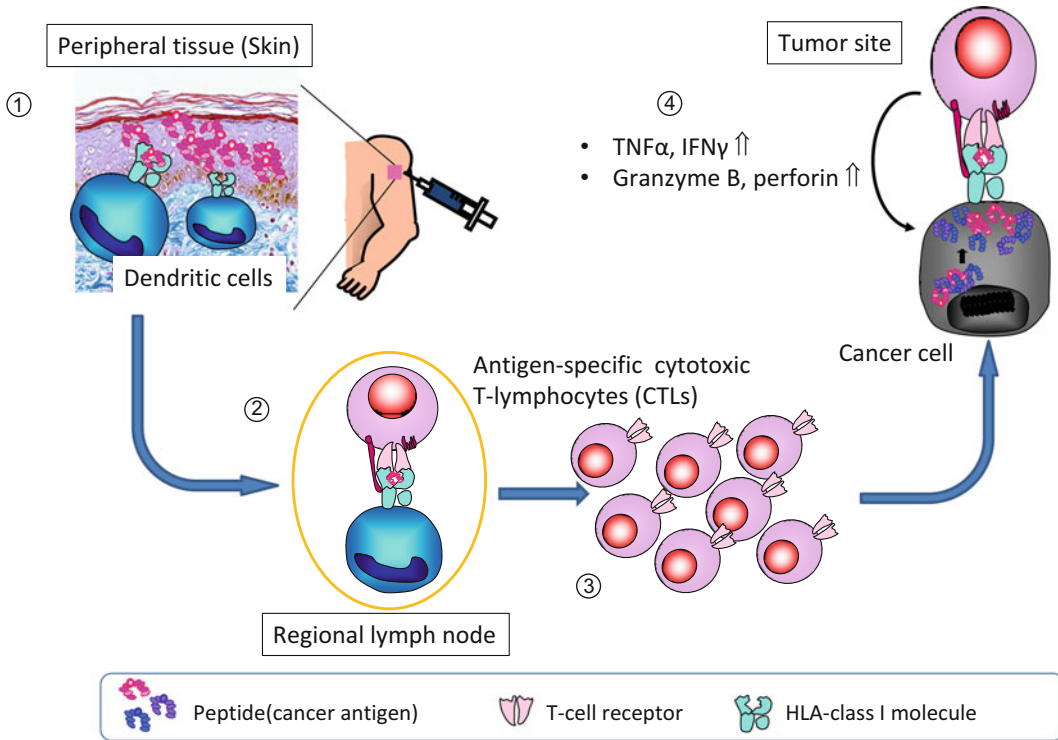 Peripheral tissue (Skin)
①
Dendritic cells
②
Regional lymph node
Antigen-specific cytotoxic
T-lymphocytes (CTLs)
③
Tumor site
④
• TNFα, IFNγ ⇑
• Granzyme B, perforin ⇑
Cancer cell
Peptide(cancer antigen)
T-cell receptor
HLA-class I molecule